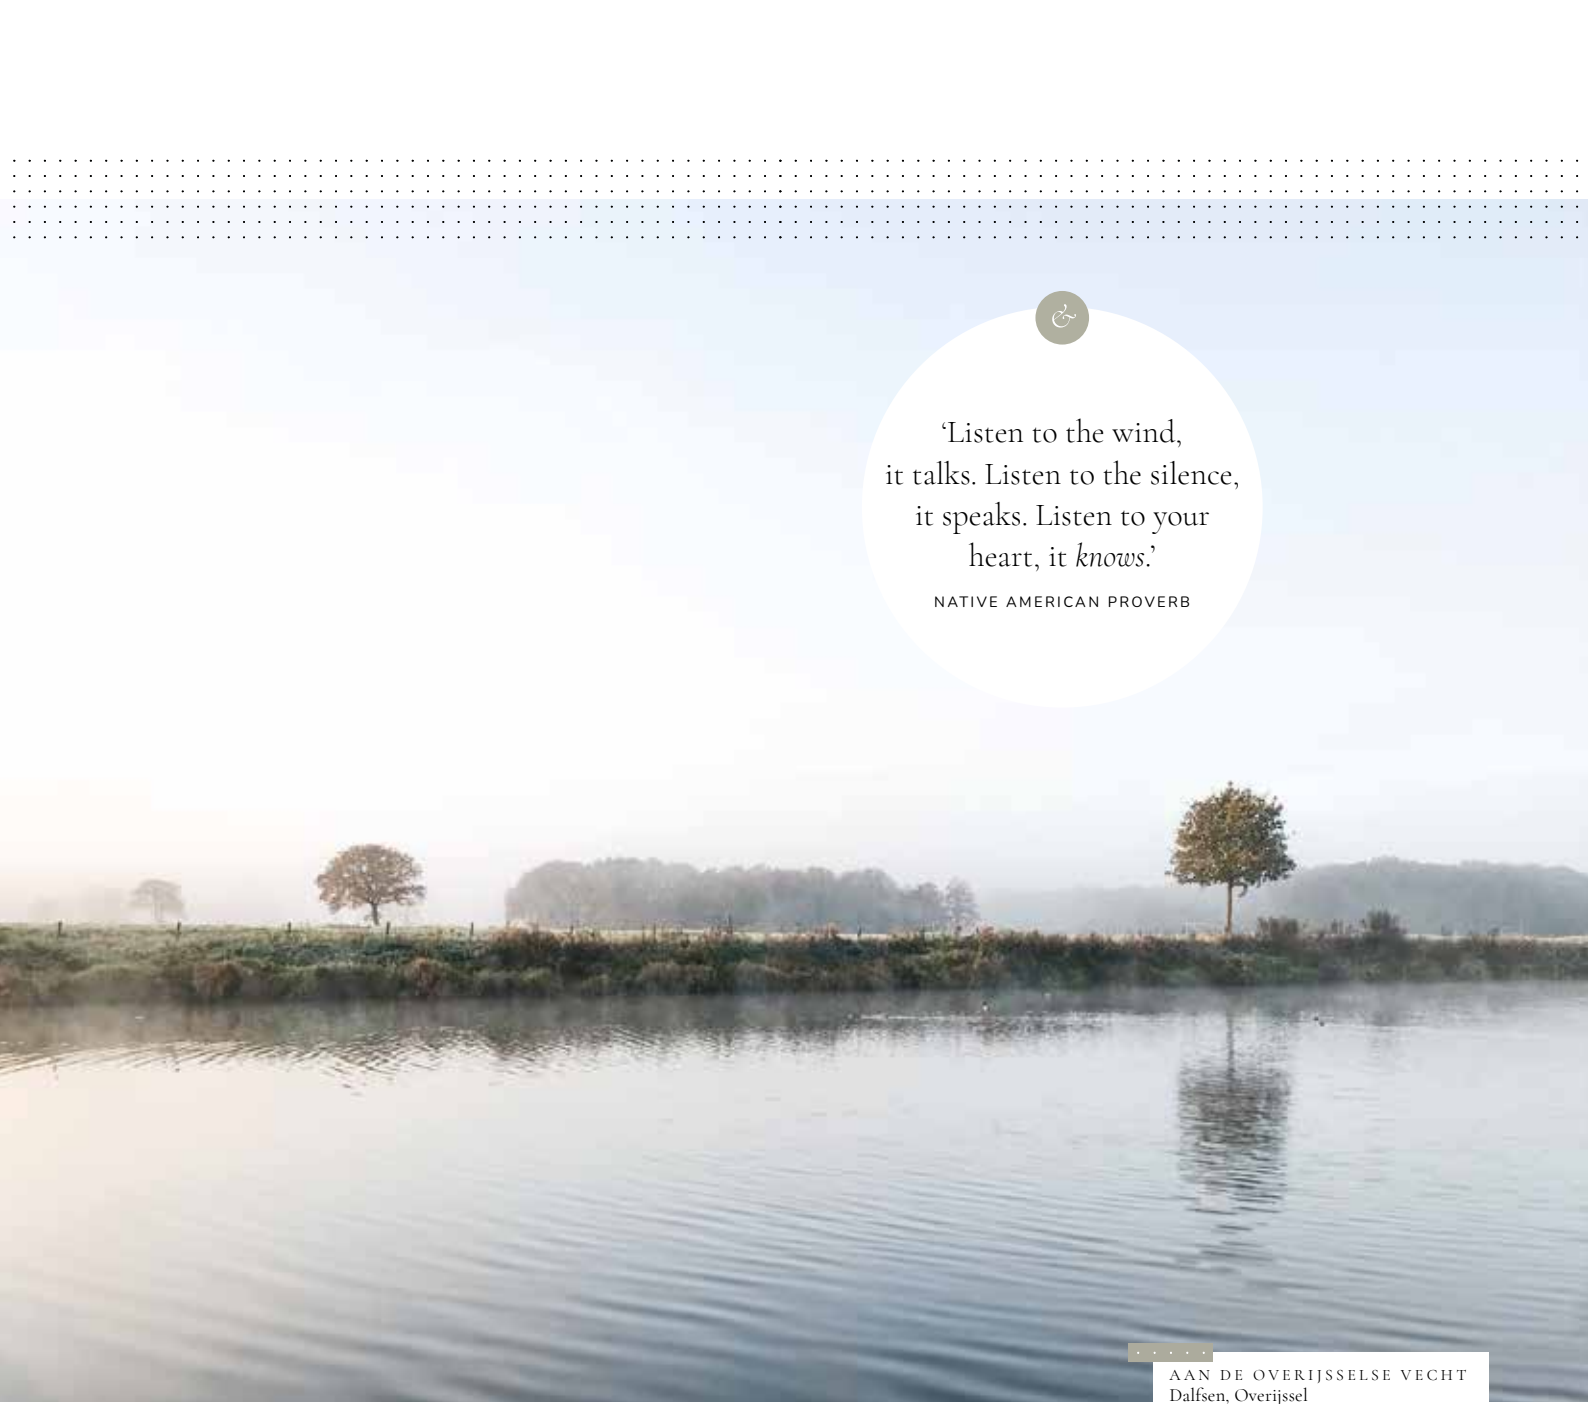 &
‘Listen to the wind,
it talks. Listen to the silence,
it speaks. Listen to your
heart, it knows.’
NATIVE AMERICAN PROVERB
AAN DE OVERIJSSELSE VECHT
Dalfsen, Overijssel